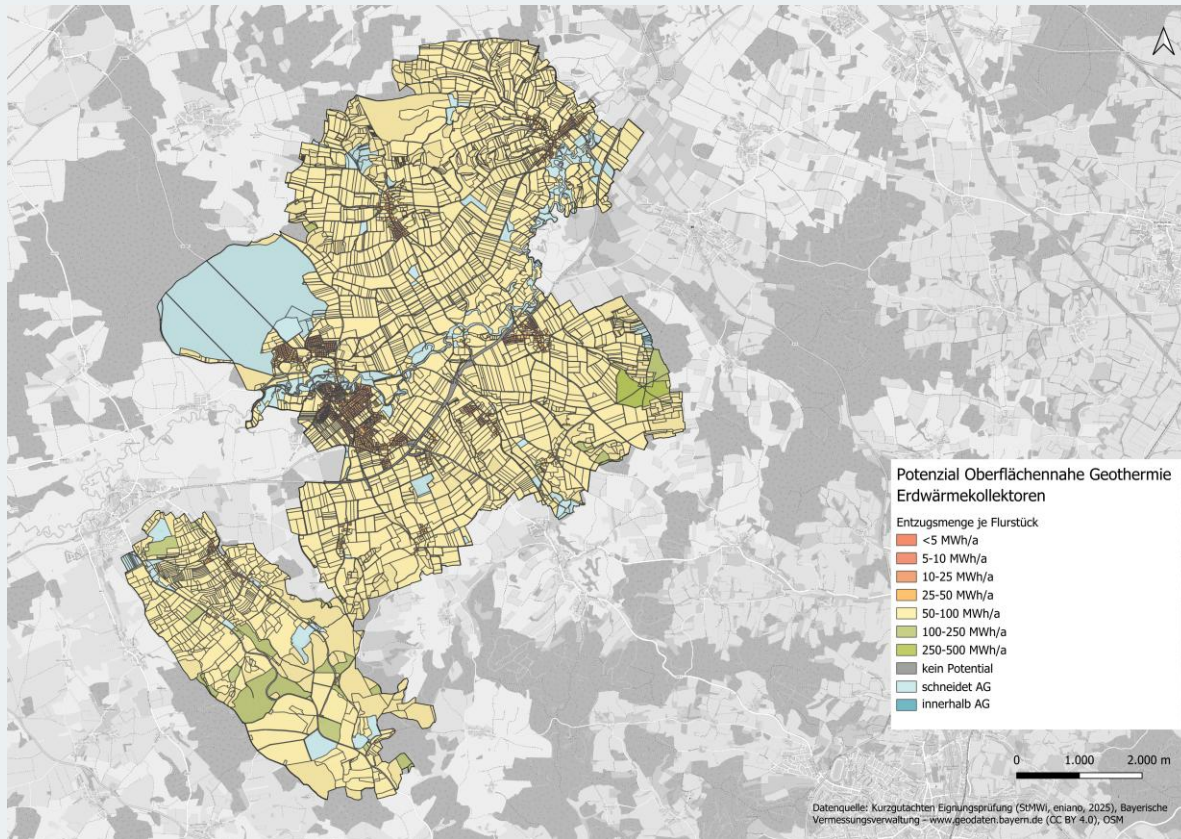 Potenzial Oberflächennahe Geothermie
Erdwärmekollektoren
Entzugsmenge je Flurstück
<5 MWh/a
5-10 MWh/a
10-25 MWh/a
25-50 MWh/a
50-100 MWh/a
100-250 MWh/a
250-500 MWh/a
kein Potential
schneidet AG
innerhalb AG
0 1.000 2.000 m
Datenquelle: Kurzgutachten Eignungsprüfung (StMWi, eniano, 2025), Bayerische
Vermessungsverwaltung – www.geodaten.bayern.de (CC BY 4.0), OSM